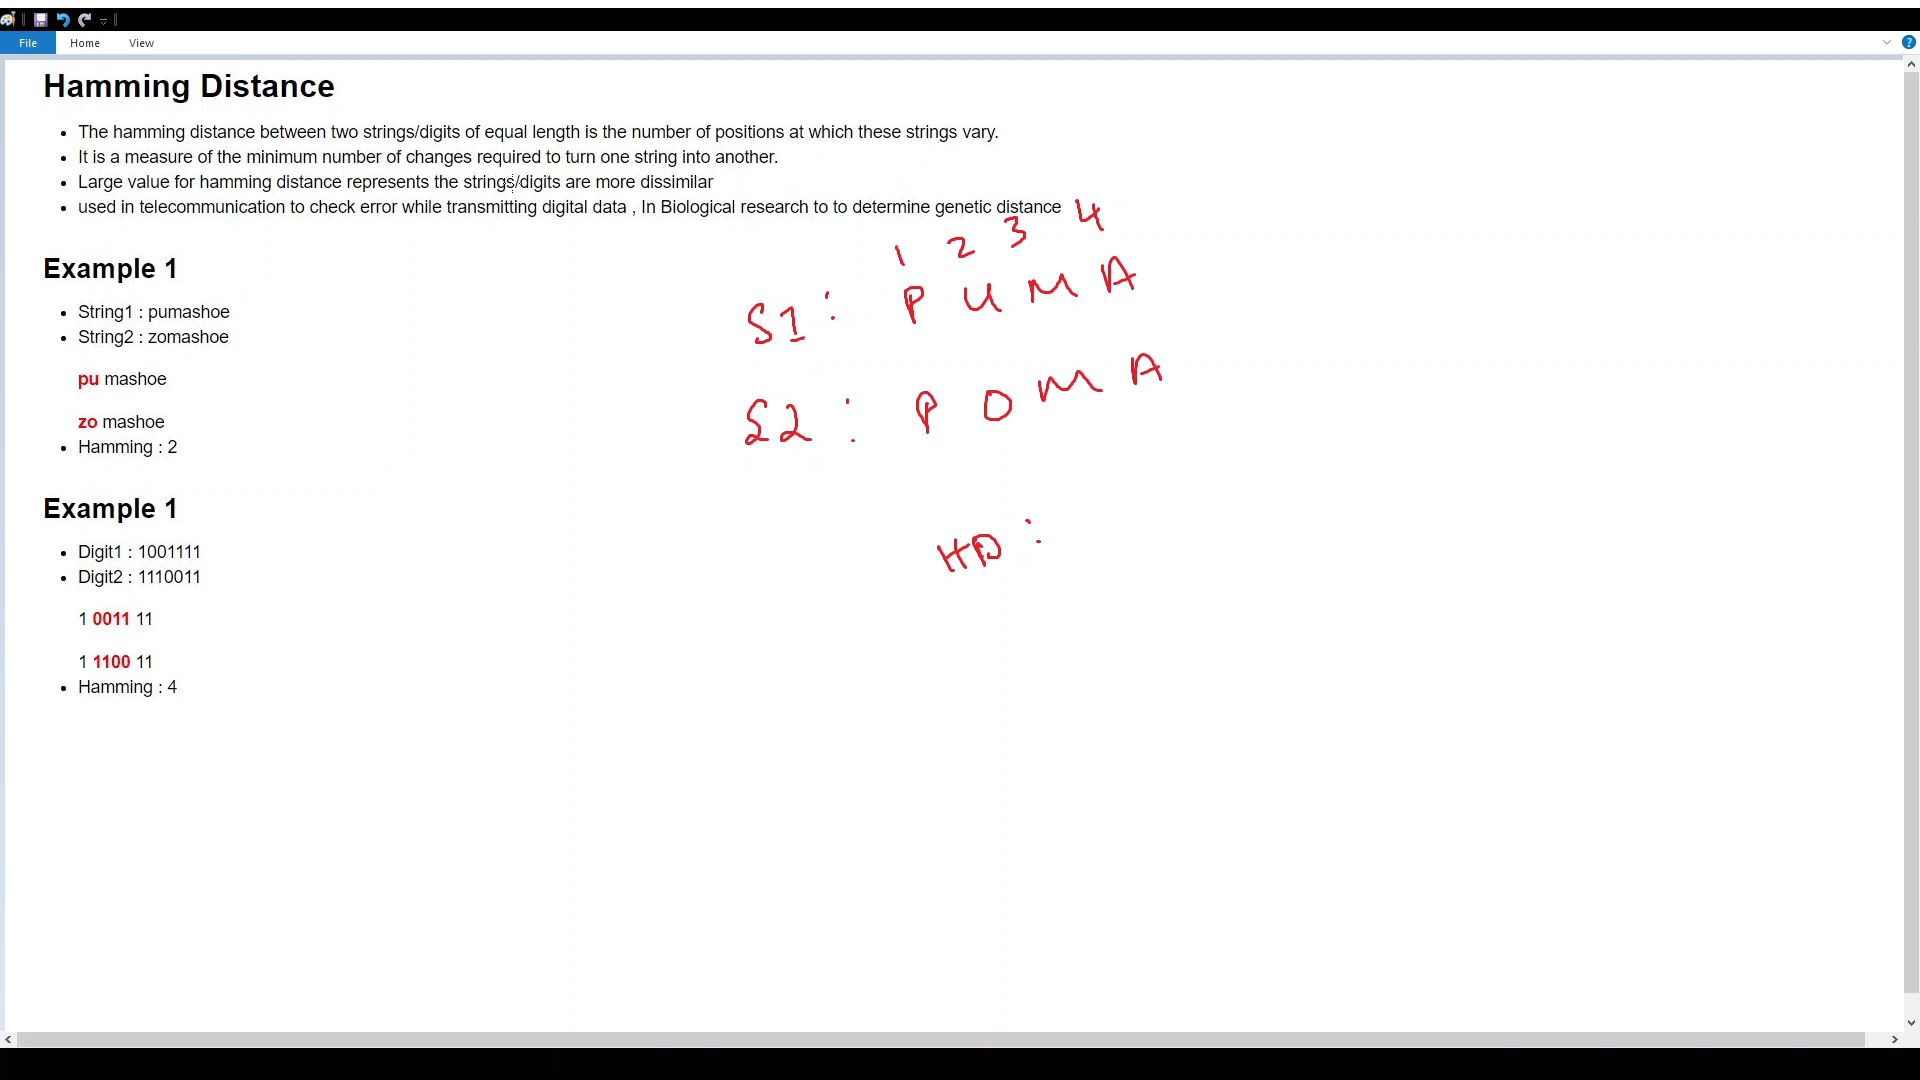 File Home View
Hamming Distance
The hamming distance between two strings/digits of equal length is the number of positions at which these strings vary.
It is a measure of the minimum number of changes required to turn one string into another.
Large value for hamming distance represents the strings/digits are more dissimilar
used in telecommunication to check error while transmitting digital data , In Biological research to to determine genetic distance
Example 1
String1 : pumashoe
String2 : zomashoe
pu mashoe
zo mashoe
Hamming : 2
Example 1
Digit1 : 1001111
Digit2 : 1110011
1 0011 11
1 1100 11
Hamming : 4
1 2 3 4
S1 : P U M A
S2 : P O M A
HD :